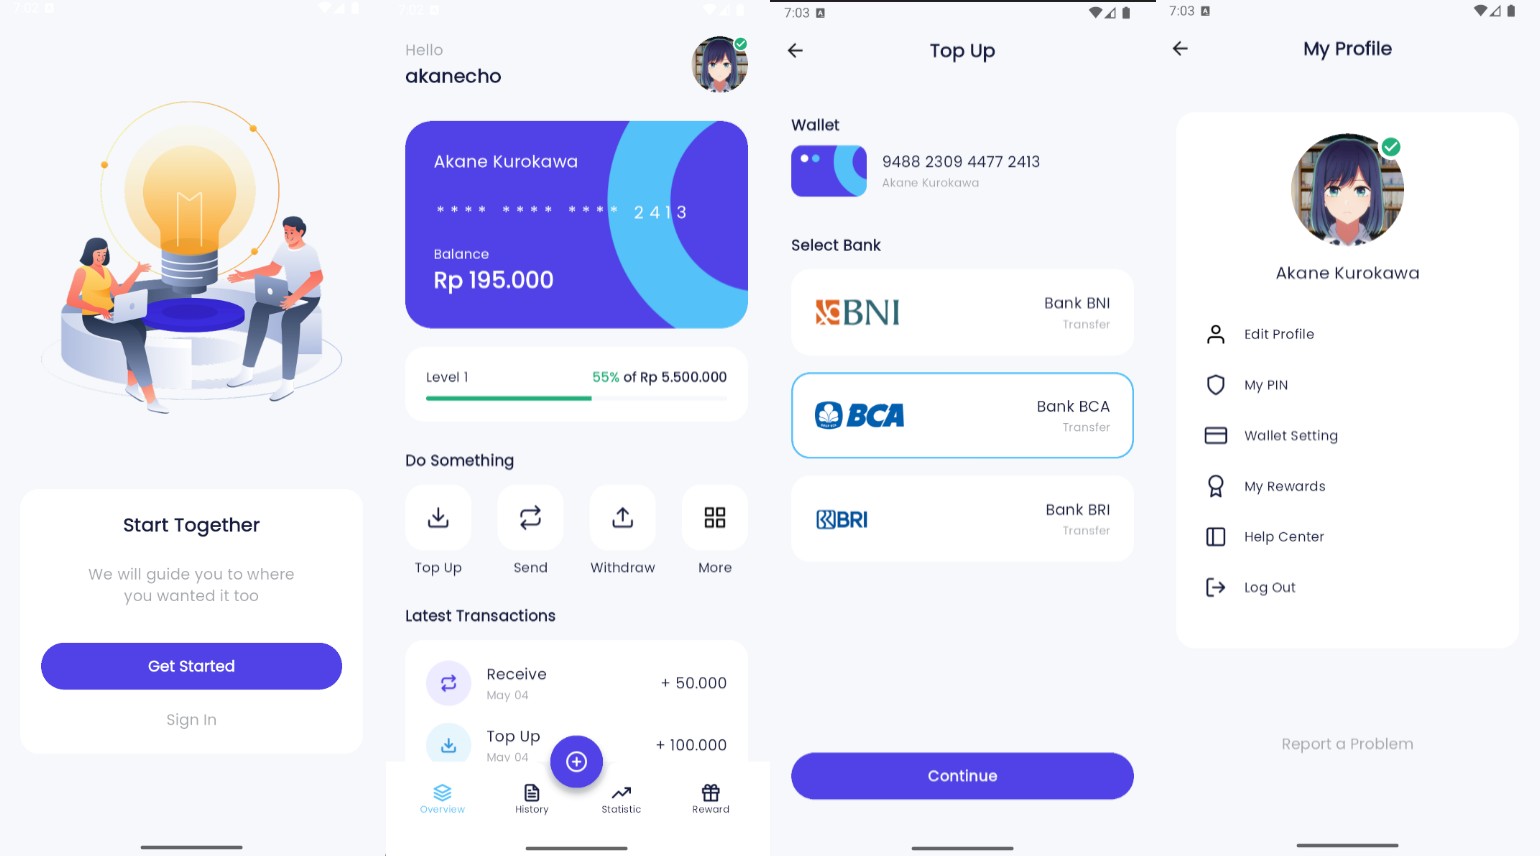 7:02
Start Together
We will guide you to where
you wanted it too
Get Started
Sign In
7:03
Hello
akanecho
Akane Kurokawa
**** **** **** 2413
Balance
Rp 195.000
Level 1
55% of Rp 5.500.000
Do Something
Top Up
Send
Withdraw
More
Latest Transactions
Receive
May 04
+ 50.000
Top Up
May 04
+ 100.000
Overview
History
Statistic
Reward
7:03
Top Up
Wallet
9488 2309 4477 2413
Akane Kurokawa
Select Bank
BNI
Bank BNI
Transfer
BCA
Bank BCA
Transfer
BRI
Bank BRI
Transfer
Continue
7:03
My Profile
Akane Kurokawa
Edit Profile
My PIN
Wallet Setting
My Rewards
Help Center
Log Out
Report a Problem